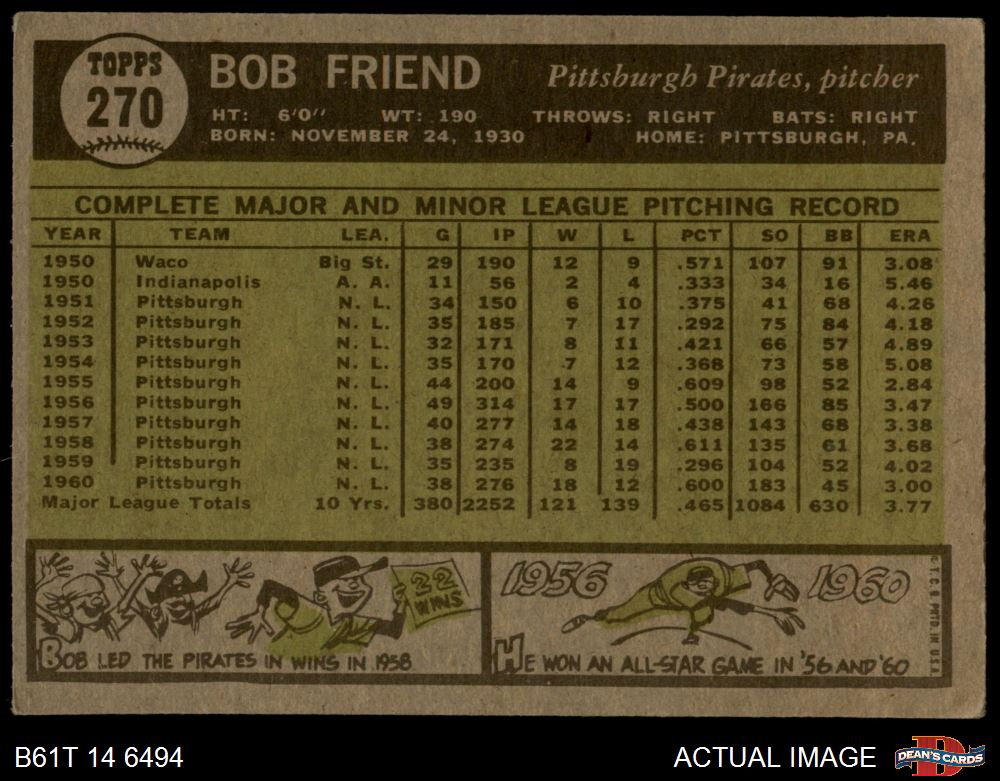 TOPPS
270
BOB FRIEND
Pittsburgh Pirates, pitcher
HT: 6'0" WT: 190 THROWS: RIGHT BATS: RIGHT
BORN: NOVEMBER 24, 1930 HOME: PITTSBURGH, PA.
COMPLETE MAJOR AND MINOR LEAGUE PITCHING RECORD
YEAR TEAM LEA. G IP W L PCT SO BB ERA
1950 Waco Big St. 29 190 12 9 .571 107 91 3.08
1950 Indianapolis A. A. 11 56 2 4 .333 34 16 5.46
1951 Pittsburgh N. L. 34 150 6 10 .375 41 68 4.26
1952 Pittsburgh N. L. 35 185 7 17 .292 75 84 4.18
1953 Pittsburgh N. L. 32 171 8 11 .421 66 57 4.89
1954 Pittsburgh N. L. 35 170 7 12 .368 73 58 5.08
1955 Pittsburgh N. L. 44 200 14 9 .609 98 52 2.84
1956 Pittsburgh N. L. 49 314 17 17 .500 166 85 3.47
1957 Pittsburgh N. L. 40 277 14 18 .438 143 68 3.38
1958 Pittsburgh N. L. 38 274 22 14 .611 135 61 3.68
1959 Pittsburgh N. L. 35 235 8 19 .296 104 52 4.02
1960 Pittsburgh N. L. 38 276 18 12 .600 183 45 3.00
Major League Totals 10 Yrs. 380 2252 121 139 .465 1084 630 3.77
22
WINS
BOB LED THE PIRATES IN WINS IN 1958
1956 1960
HE WON AN ALL-STAR GAME IN '56 AND '60
© T. C. G. PRTD. IN U.S.A.
B61T 14 6494
ACTUAL IMAGE
D
DEAN'S CARDS